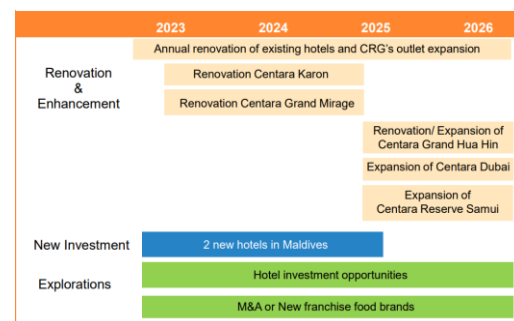 2023 2024 2025 2026
Annual renovation of existing hotels and CRG's outlet expansion
Renovation
&
Enhancement
Renovation Centara Karon
Renovation Centara Grand Mirage
Renovation/ Expansion of
Centara Grand Hua Hin
Expansion of Centara Dubai
Expansion of
Centara Reserve Samui
New Investment
2 new hotels in Maldives
Explorations
Hotel investment opportunities
M&A or New franchise food brands